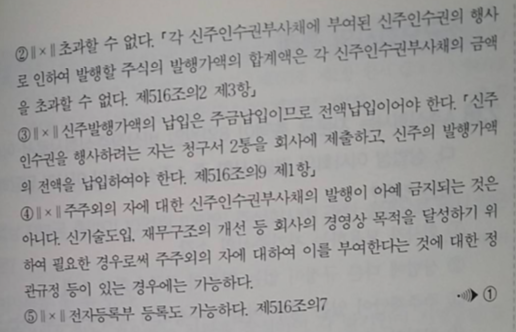 ②∥×∥초과할 수 없다. 「각 신주인수권부사채에 부여된 신주인수권의 행사
로 인하여 발행할 주식의 발행가액의 합계액은 각 신주인수권부사채의 금액
을 초과할 수 없다. 제516조의2 제3항」
③∥×∥신주발행가액의 납입은 주금납입이므로 전액납입이어야 한다. 「신주
인수권을 행사하려는 자는 청구서 2통을 회사에 제출하고, 신주의 발행가액
의 전액을 납입하여야 한다. 제516조의9 제1항」
④∥×∥주주외의 자에 대한 신주인수권부사채의 발행이 아예 금지되는 것은
아니다. 신기술도입, 재무구조의 개선 등 회사의 경영상 목적을 달성하기 위
하여 필요한 경우로써 주주외의 자에 대하여 이를 부여한다는 것에 대한 정
관규정 등이 있는 경우에는 가능하다.
⑤∥×∥전자등록부 등록도 가능하다. 제516조의7 ①